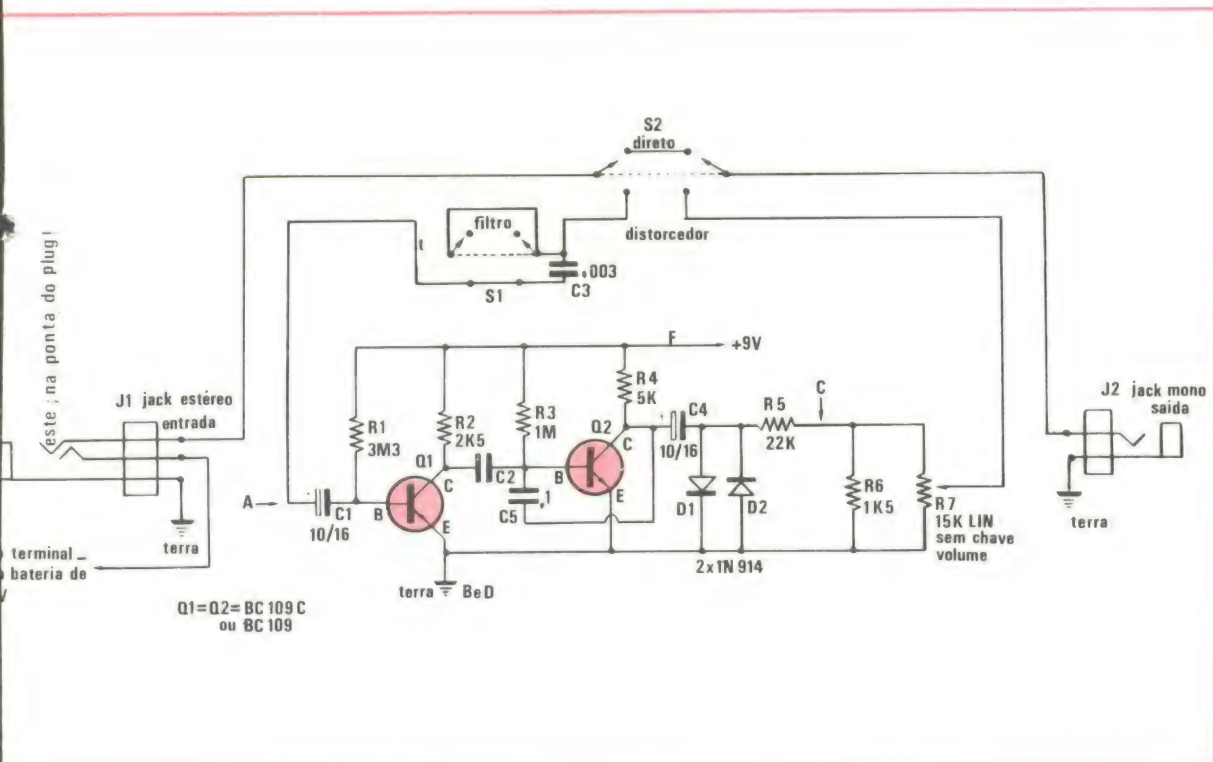 S2
direto
filtro
distorcedor
t
.003
C3
S1
este ; na ponta do plug!
F
+9V
J1 jack estéreo
entrada
R1
3M3
R2
2K5
R3
1M
R4
5K
Q1
Q2
C2
C4
10/16
R5
22K
C
J2 jack mono
saida
A
C1
10/16
B
C
E
C5
,1
B
C
E
D1
D2
R6
1K5
R7
15K LIN
sem chave
volume
terra
terra
terminal –
bateria de
terra
BeD
2x1N 914
Q1=Q2= BC 109 C
ou BC 109